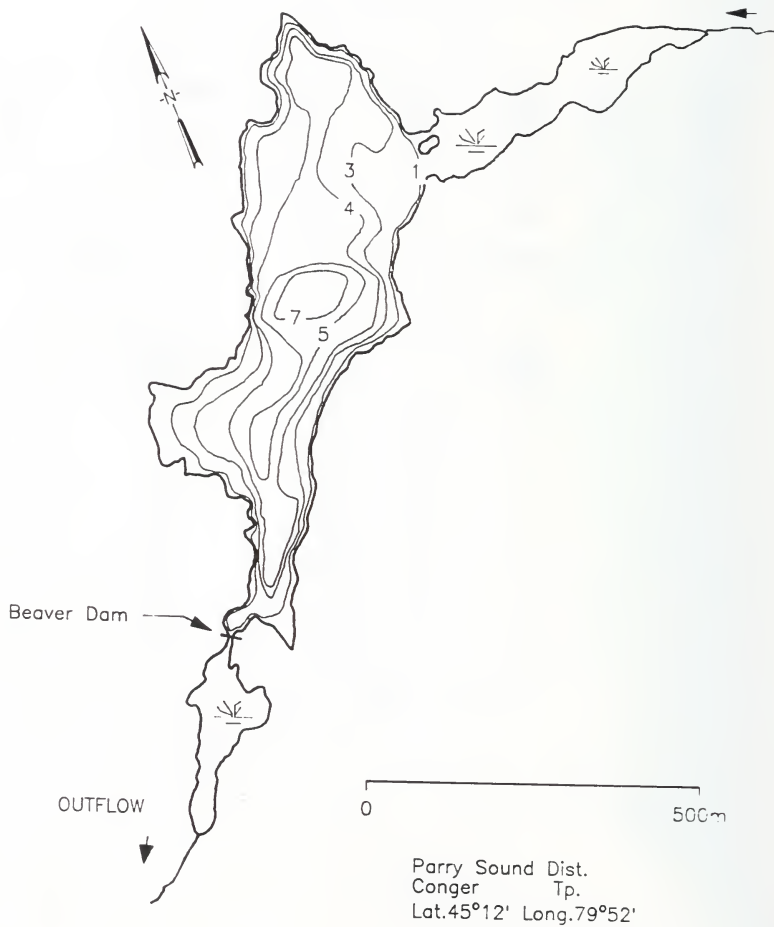 -N-
3
1
4
7
5
Beaver Dam
OUTFLOW
0 500m
Parry Sound Dist.
Conger Tp.
Lat.45°12' Long.79°52'